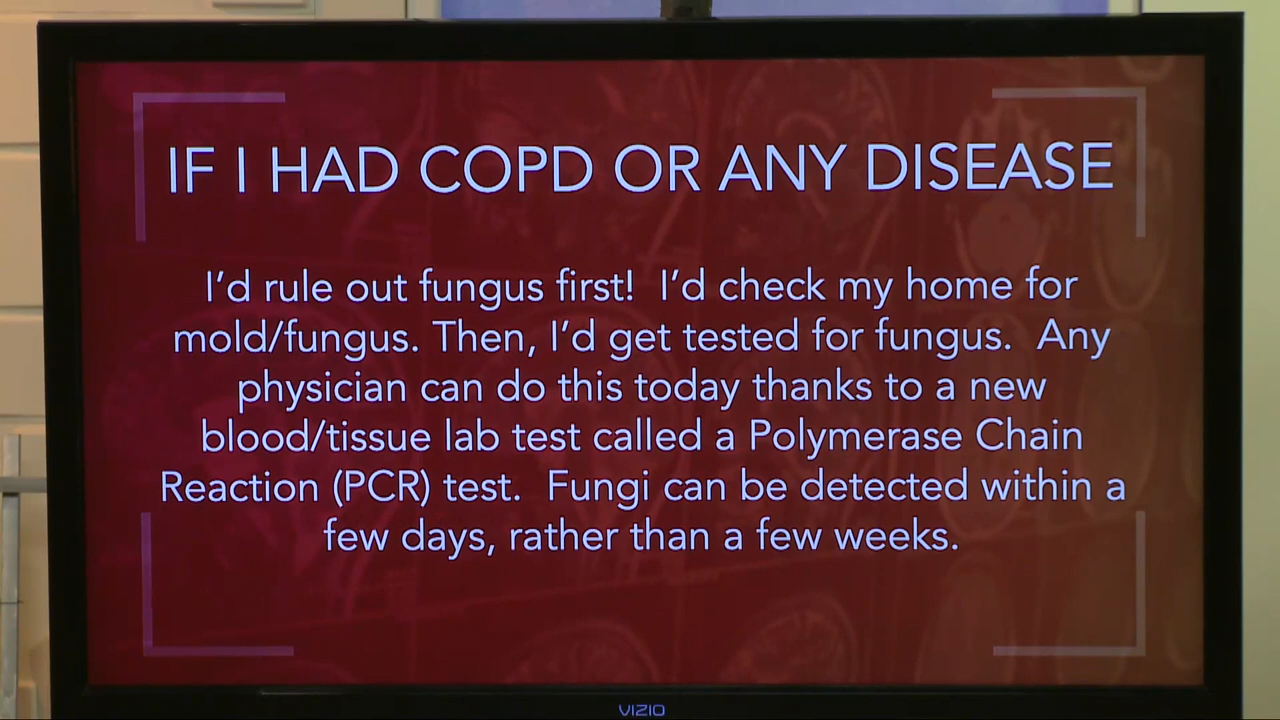 IF I HAD COPD OR ANY DISEASE
I'd rule out fungus first!  I'd check my home for
mold/fungus. Then, I'd get tested for fungus.  Any
physician can do this today thanks to a new
blood/tissue lab test called a Polymerase Chain
Reaction (PCR) test.  Fungi can be detected within a
few days, rather than a few weeks.
VIZIO